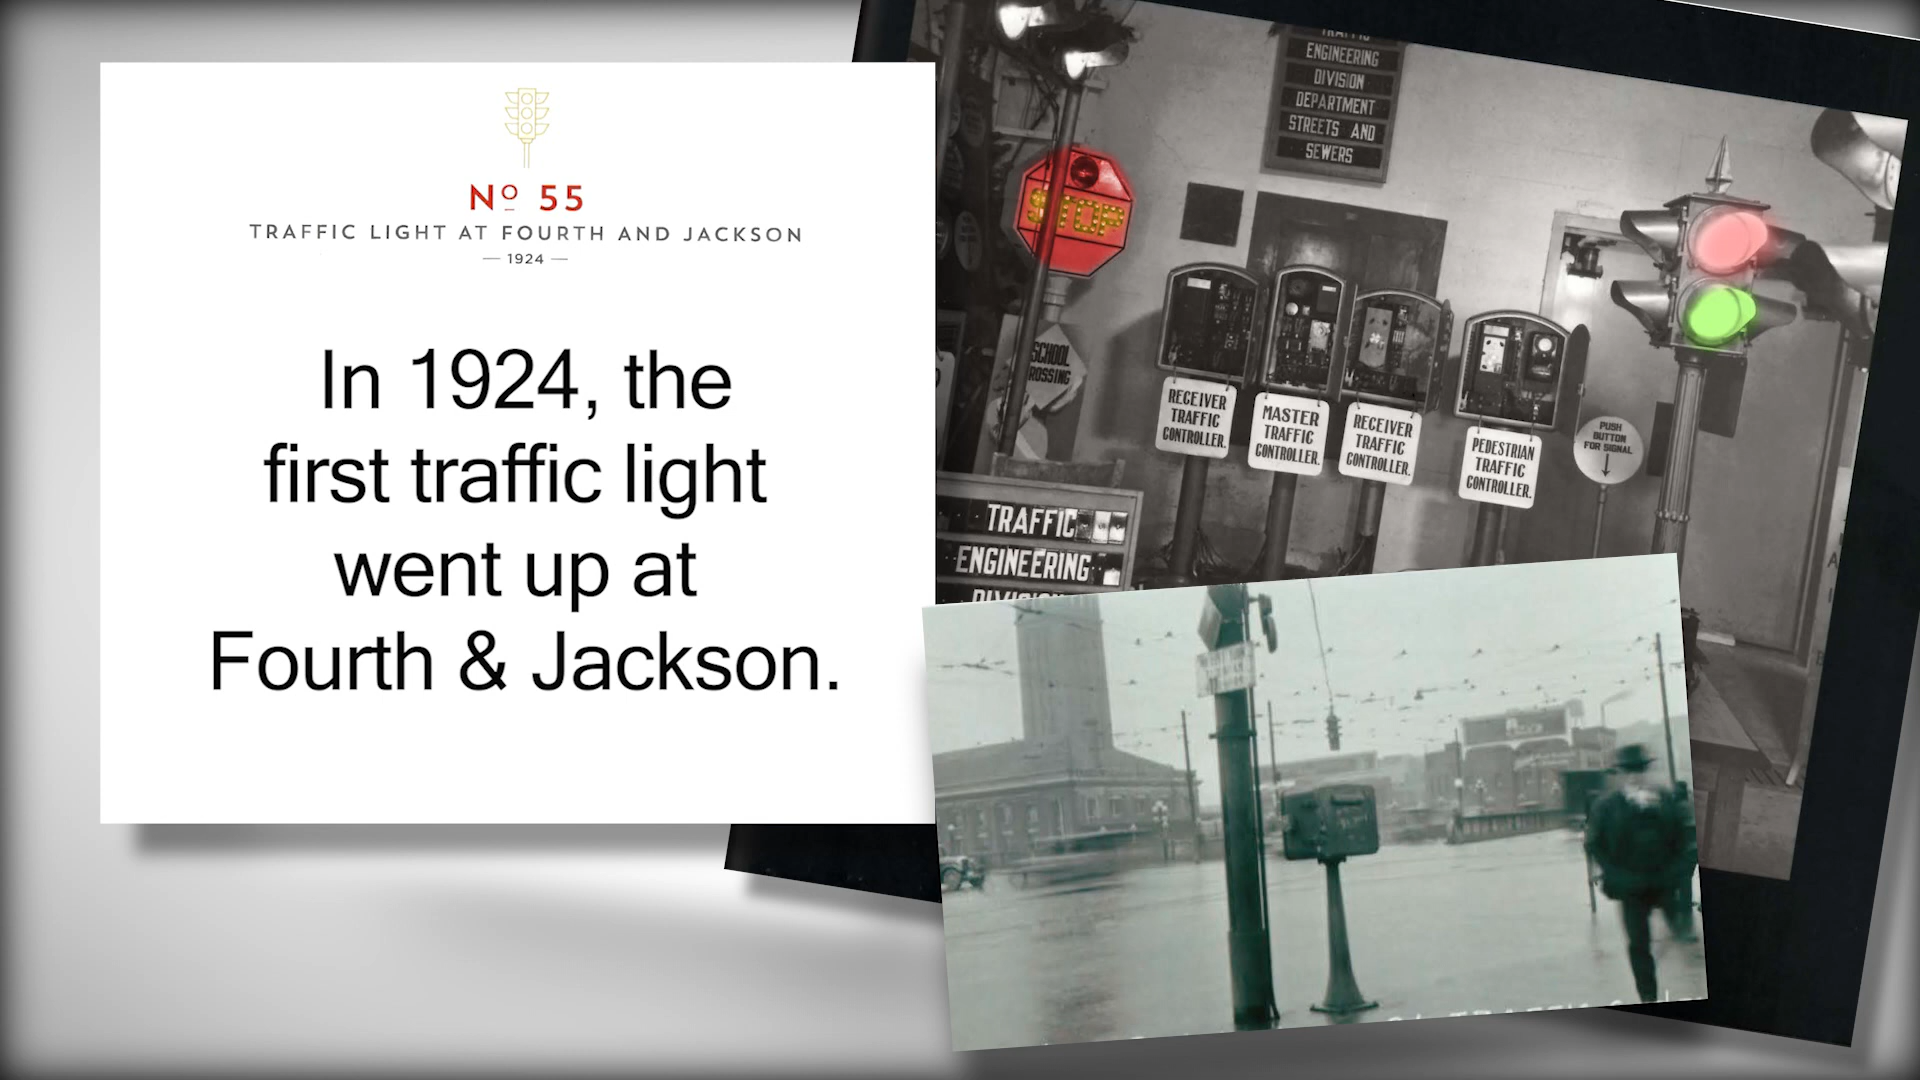 Nº 55
TRAFFIC LIGHT AT FOURTH AND JACKSON
— 1924 —
In 1924, the
first traffic light
went up at
Fourth & Jackson.
TRAFFIC
ENGINEERING
DIVISION
DEPARTMENT
STREETS AND
SEWERS
STOP
SCHOOL
CROSSING
RECEIVER
TRAFFIC
CONTROLLER.
MASTER
TRAFFIC
CONTROLLER.
RECEIVER
TRAFFIC
CONTROLLER.
PEDESTRIAN
TRAFFIC
CONTROLLER.
PUSH
BUTTON
FOR SIGNAL
TRAFFIC
ENGINEERING
DIVISION